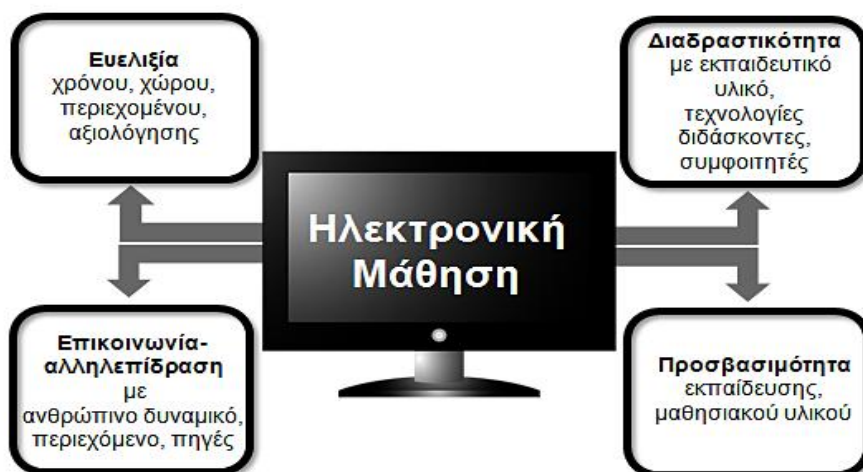 Ευελιξία
χρόνου, χώρου,
περιεχομένου,
αξιολόγησης
Διαδραστικότητα
με εκπαιδευτικό
υλικό,
τεχνολογίες
διδάσκοντες,
συμφοιτητές
Ηλεκτρονική
Μάθηση
Επικοινωνία-
αλληλεπίδραση
με
ανθρώπινο δυναμικό,
περιεχόμενο, πηγές
Προσβασιμότητα
εκπαίδευσης,
μαθησιακού υλικού